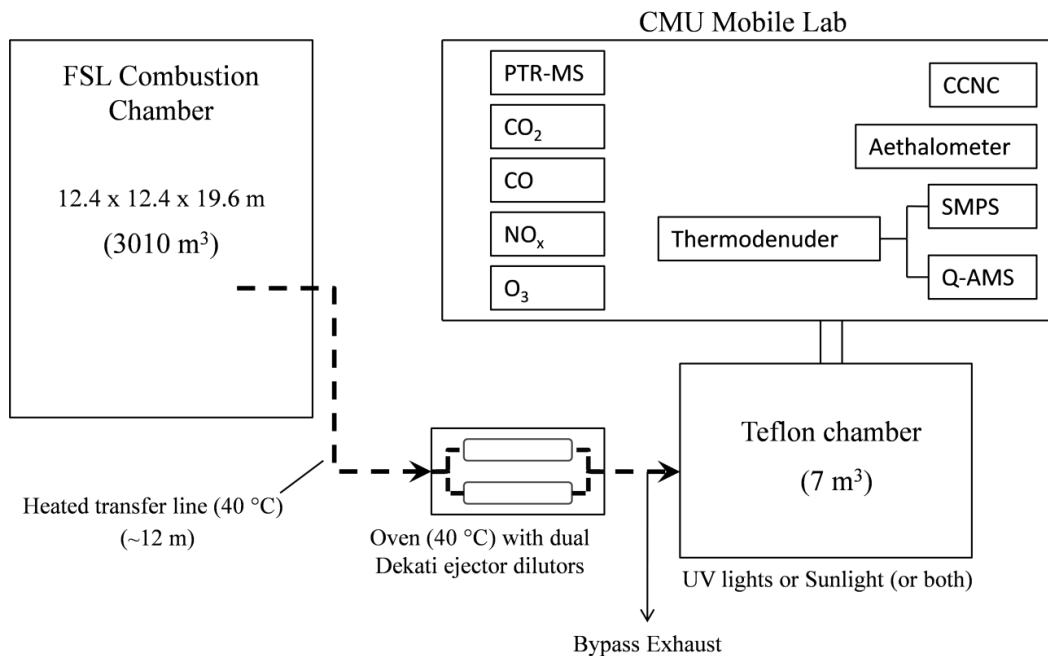 CMU Mobile Lab
FSL Combustion
Chamber
12.4 x 12.4 x 19.6 m
(3010 m³)
PTR-MS
CO₂
CO
NOₓ
O₃
CCNC
Aethalometer
Thermodenuder
SMPS
Q-AMS
Teflon chamber
(7 m³)
Heated transfer line (40 °C)
(~12 m)
Oven (40 °C) with dual
Dekati ejector dilutors
UV lights or Sunlight (or both)
Bypass Exhaust